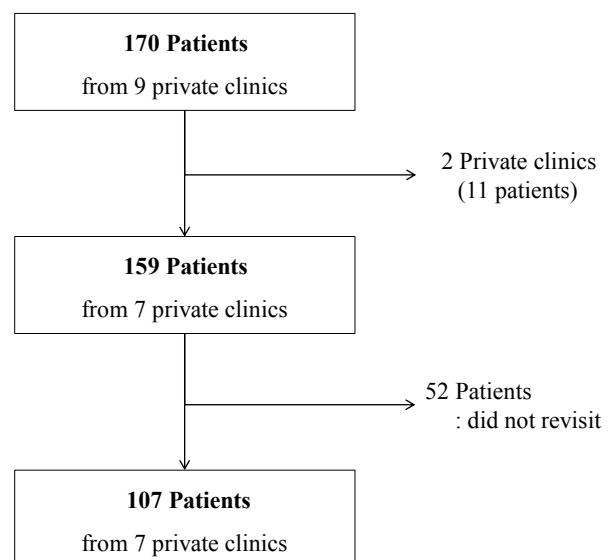 170 Patients
from 9 private clinics
2 Private clinics
(11 patients)
159 Patients
from 7 private clinics
52 Patients
: did not revisit
107 Patients
from 7 private clinics